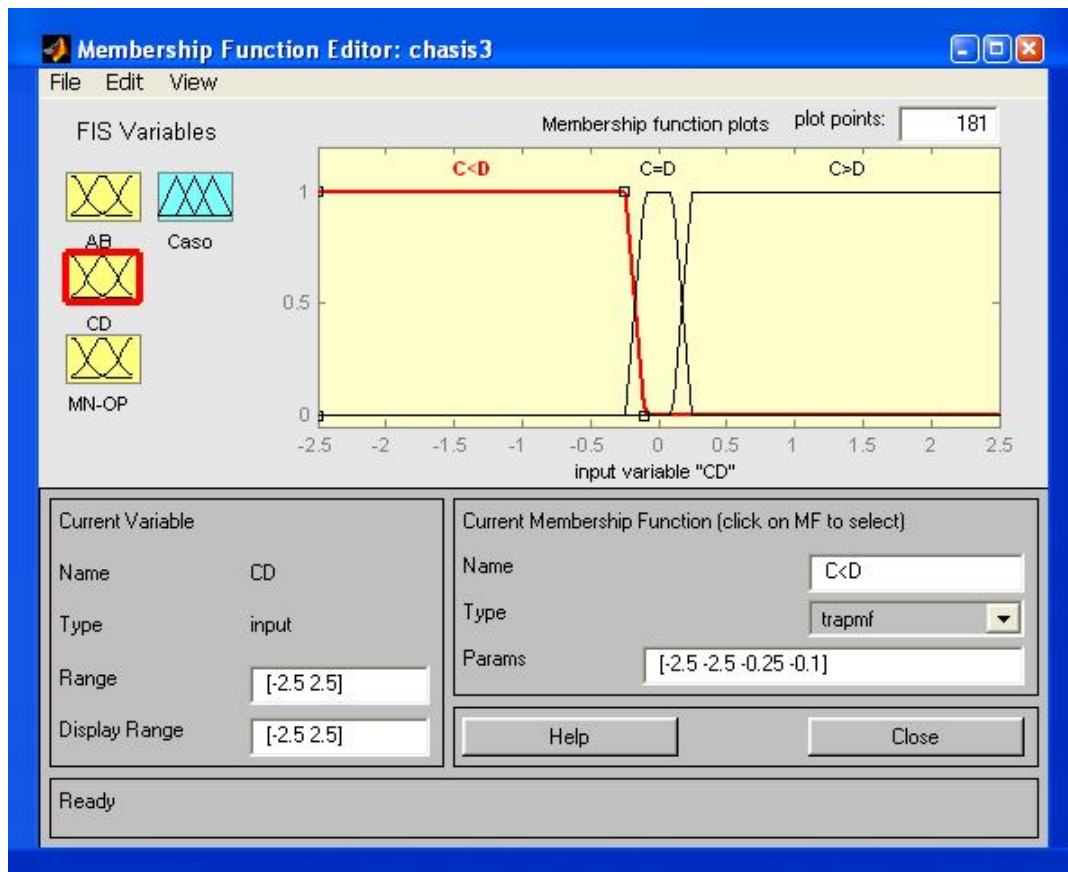 Membership Function Editor: chasis3
File Edit View
FIS Variables
Membership function plots plot points: 181
AB Caso
CD
MN-OP
C<D C=D C>D
1
0.5
0
-2.5 -2 -1.5 -1 -0.5 0 0.5 1 1.5 2 2.5
input variable "CD"
Current Variable
Name CD
Type input
Range [-2.5 2.5]
Display Range [-2.5 2.5]
Current Membership Function (click on MF to select)
Name C<D
Type trapmf
Params [-2.5 -2.5 -0.25 -0.1]
Help Close
Ready